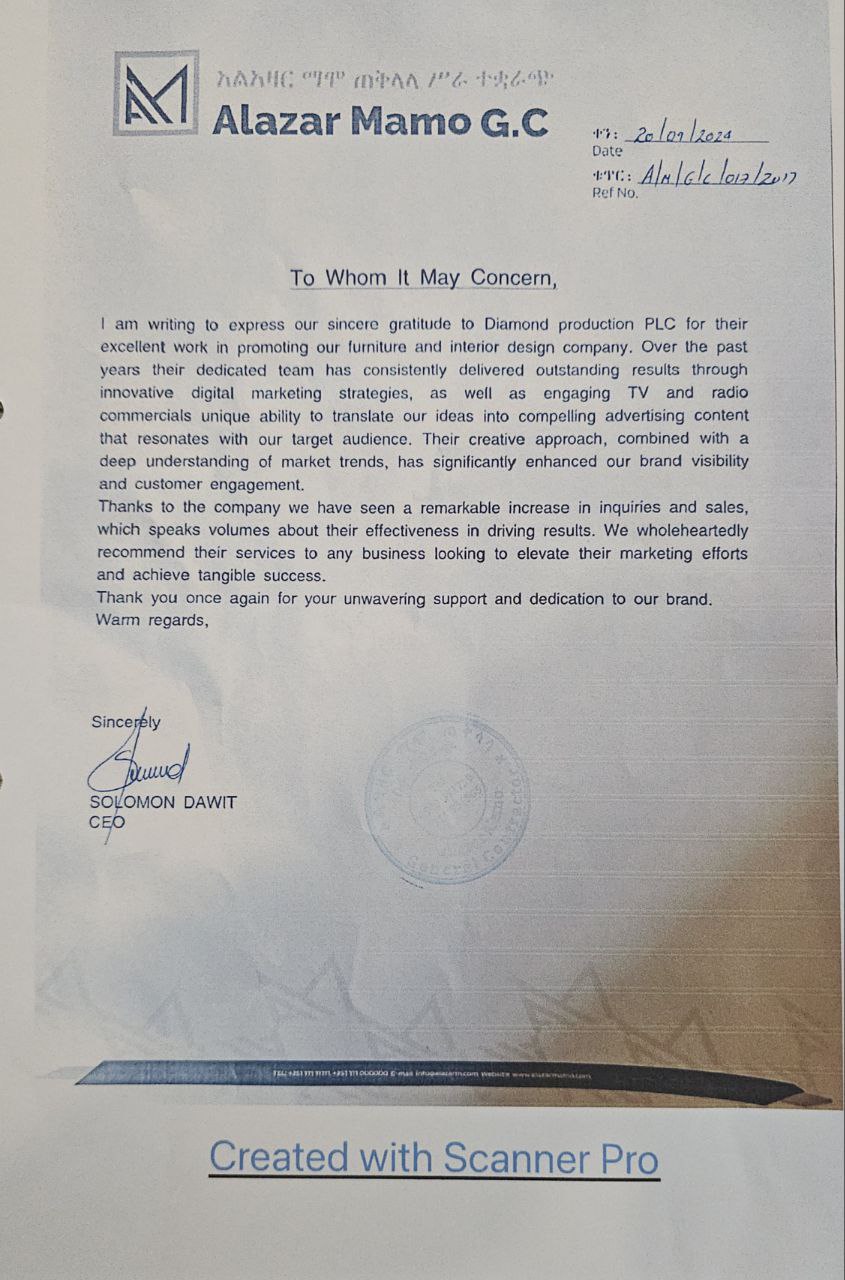 አልአዛር ማሞ ጠቅላላ ሥራ ተቋራጭ
Alazar Mamo G.C
ቀን: 20/09/2024
Date
ቁጥር: A/M/G/C/017/2017
Ref No.
To Whom It May Concern,
I am writing to express our sincere gratitude to Diamond production PLC for their
excellent work in promoting our furniture and interior design company. Over the past
years their dedicated team has consistently delivered outstanding results through
innovative digital marketing strategies, as well as engaging TV and radio
commercials unique ability to translate our ideas into compelling advertising content
that resonates with our target audience. Their creative approach, combined with a
deep understanding of market trends, has significantly enhanced our brand visibility
and customer engagement.
Thanks to the company we have seen a remarkable increase in inquiries and sales,
which speaks volumes about their effectiveness in driving results. We wholeheartedly
recommend their services to any business looking to elevate their marketing efforts
and achieve tangible success.
Thank you once again for your unwavering support and dedication to our brand.
Warm regards,
Sincerely
SOLOMON DAWIT
CEO
General Contractor
Created with Scanner Pro